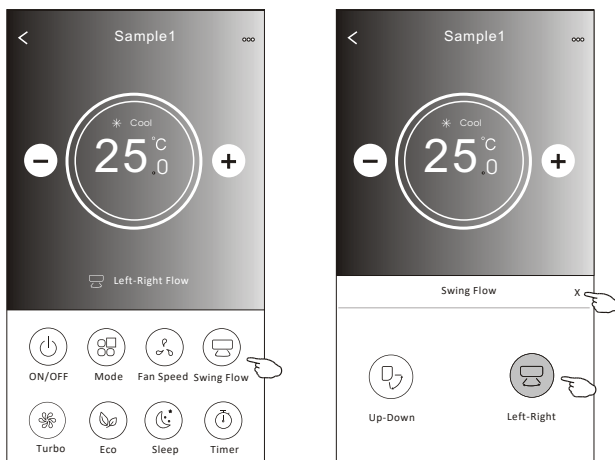 Sample1
Cool
25.0°C
Left-Right Flow
ON/OFF Mode Fan Speed Swing Flow
Turbo Eco Sleep Timer
Sample1
Cool
25.0°C
Swing Flow X
Up-Down Left-Right